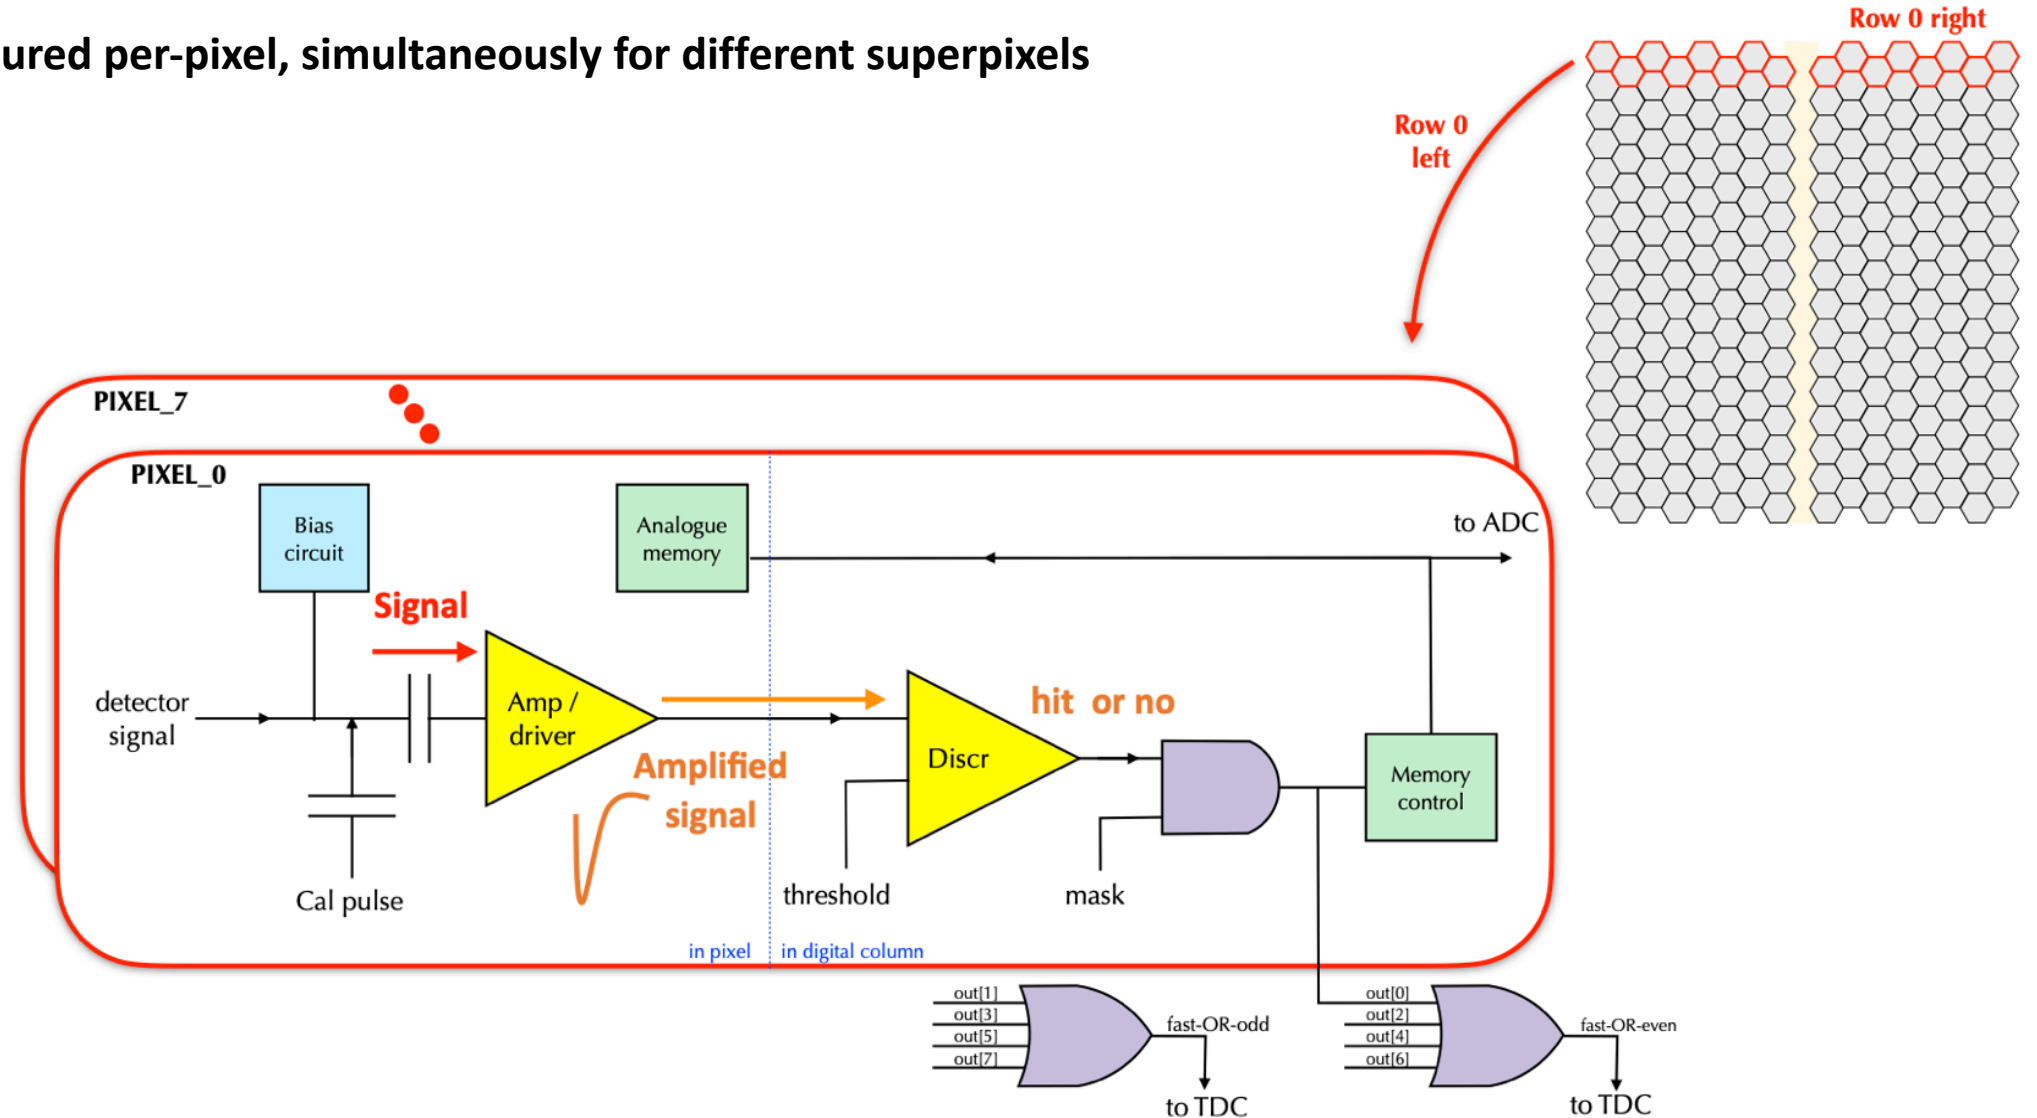 ured per-pixel, simultaneously for different superpixels
Row 0 right
Row 0
left
PIXEL_7
PIXEL_0
Bias
circuit
Analogue
memory
to ADC
Signal
detector
signal
Amp /
driver
hit or no
Discr
Amplified
signal
Memory
control
Cal pulse
threshold
mask
in pixel
in digital column
out[1]
out[3]
out[5]
out[7]
fast-OR-odd
to TDC
out[0]
out[2]
out[4]
out[6]
fast-OR-even
to TDC